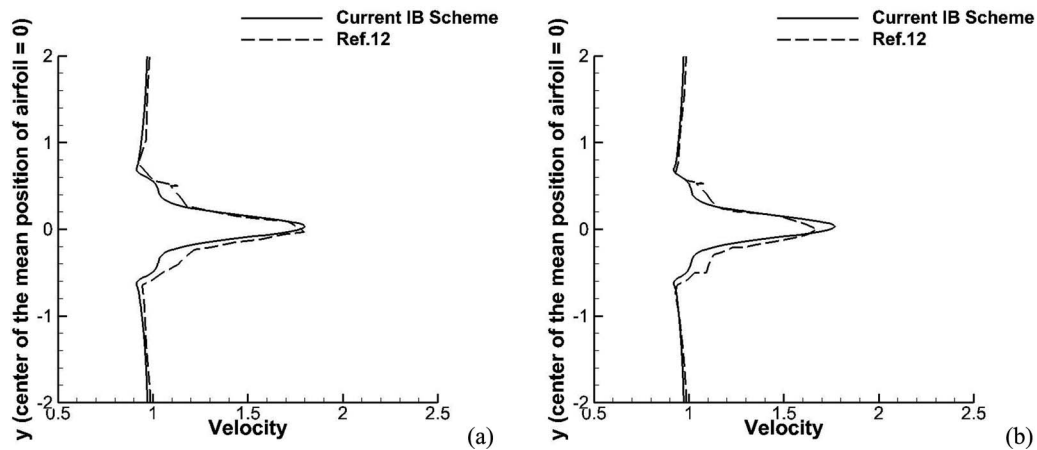 Current IB Scheme
Ref.12
y (center of the mean position of airfoil = 0)
2
1
0
-1
-2
0.5
1
1.5
2
2.5
Velocity
(a)
Current IB Scheme
Ref.12
y (center of the mean position of airfoil = 0)
2
1
0
-1
-2
0.5
1
1.5
2
2.5
Velocity
(b)